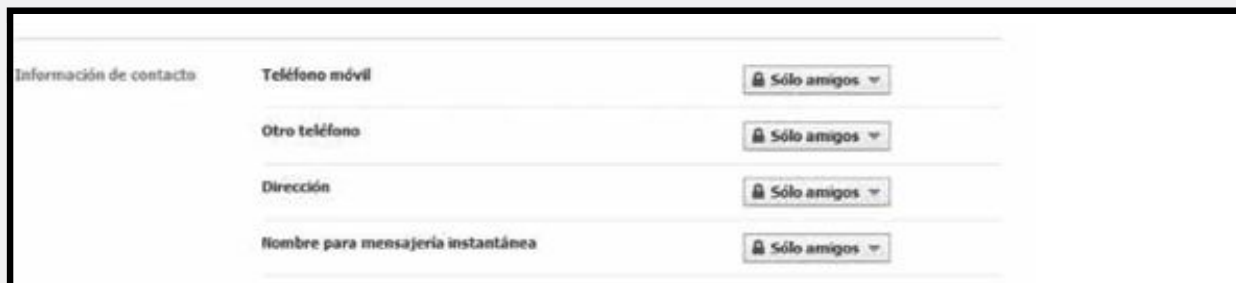 Información de contacto Teléfono móvil Sólo amigos
Otro teléfono Sólo amigos
Dirección Sólo amigos
Nombre para mensajería instantánea Sólo amigos